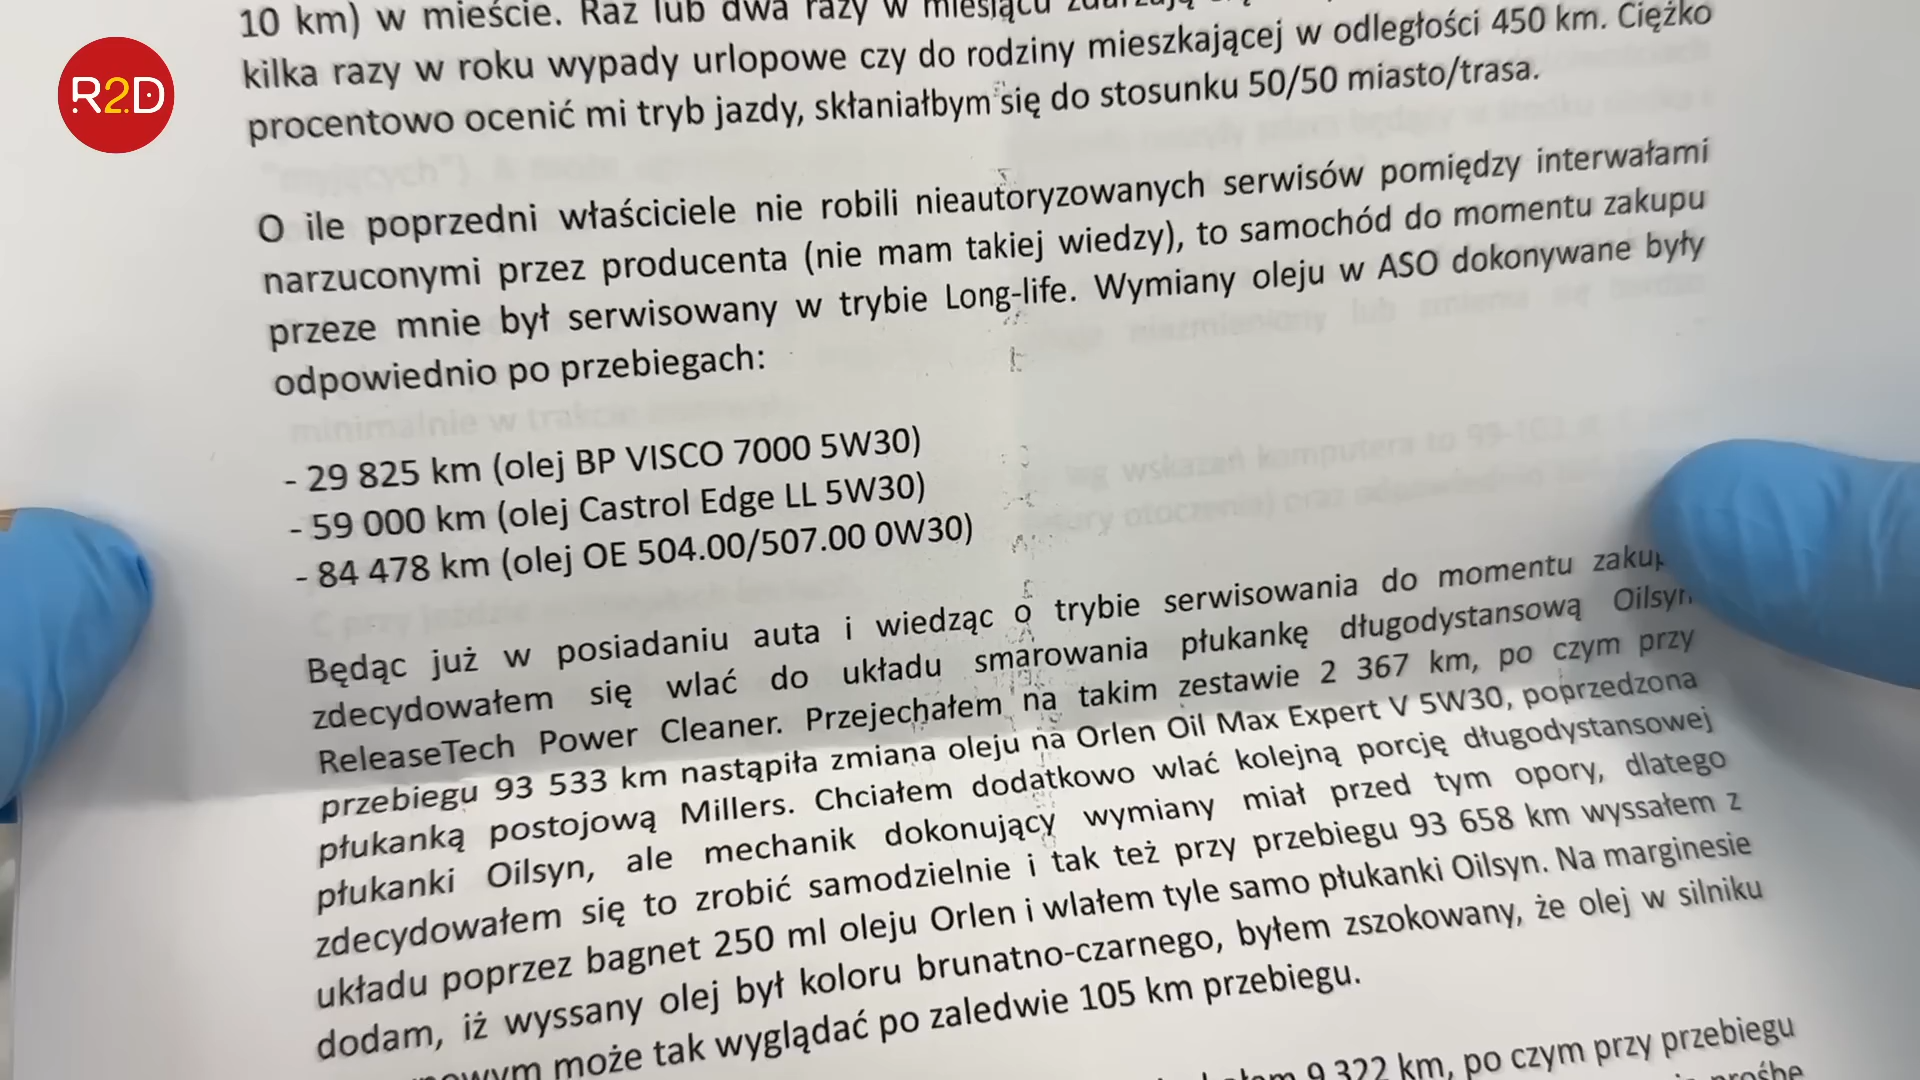 R2D
10 km) w mieście. Raz lub dwa razy w miesiącu
kilka razy w roku wypady urlopowe czy do rodziny mieszkającej w odległości 450 km. Ciężko
procentowo ocenić mi tryb jazdy, skłaniałbym się do stosunku 50/50 miasto/trasa.
O ile poprzedni właściciele nie robili nieautoryzowanych serwisów pomiędzy interwałami
narzuconymi przez producenta (nie mam takiej wiedzy), to samochód do momentu zakupu
przeze mnie był serwisowany w trybie Long-life. Wymiany oleju w ASO dokonywane były
odpowiednio po przebiegach:
- 29 825 km (olej BP VISCO 7000 5W30)
- 59 000 km (olej Castrol Edge LL 5W30)
- 84 478 km (olej OE 504.00/507.00 0W30)
Będąc już w posiadaniu auta i wiedząc o trybie serwisowania do momentu
zdecydowałem się wlać do układu smarowania płukankę długodystansową Oilsyn
ReleaseTech Power Cleaner. Przejechałem na takim zestawie 2 367 km, po czym przy
przebiegu 93 533 km nastąpiła zmiana oleju na Orlen Oil Max Expert V 5W30, poprzedzona
płukanką postojową Millers. Chciałem dodatkowo wlać kolejną porcję długodystansowej
płukanki Oilsyn, ale mechanik dokonujący wymiany miał przed tym opory, dlatego
zdecydowałem się to zrobić samodzielnie i tak też przy przebiegu 93 658 km wyssałem z
układu poprzez bagnet 250 ml oleju Orlen i wlałem tyle samo płukanki Oilsyn. Na marginesie
dodam, iż wyssany olej był koloru brunatno-czarnego, byłem zszokowany, że olej w silniku
może tak wyglądać po zaledwie 105 km przebiegu.
9 322 km, po czym przy przebiegu